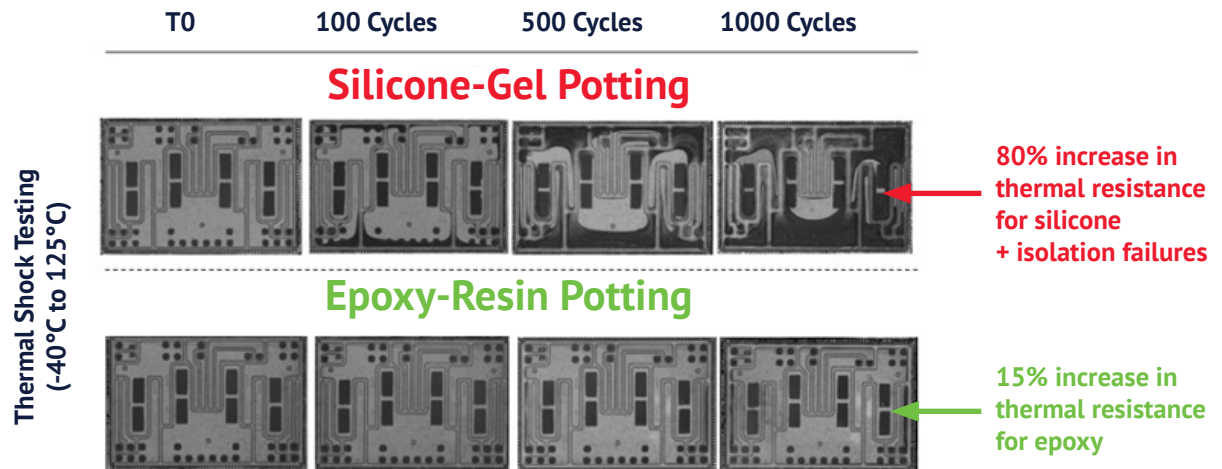 T0
100 Cycles
500 Cycles
1000 Cycles
Silicone-Gel Potting
80% increase in
thermal resistance
for silicone
+ isolation failures
Thermal Shock Testing
(-40°C to 125°C)
Epoxy-Resin Potting
15% increase in
thermal resistance
for epoxy